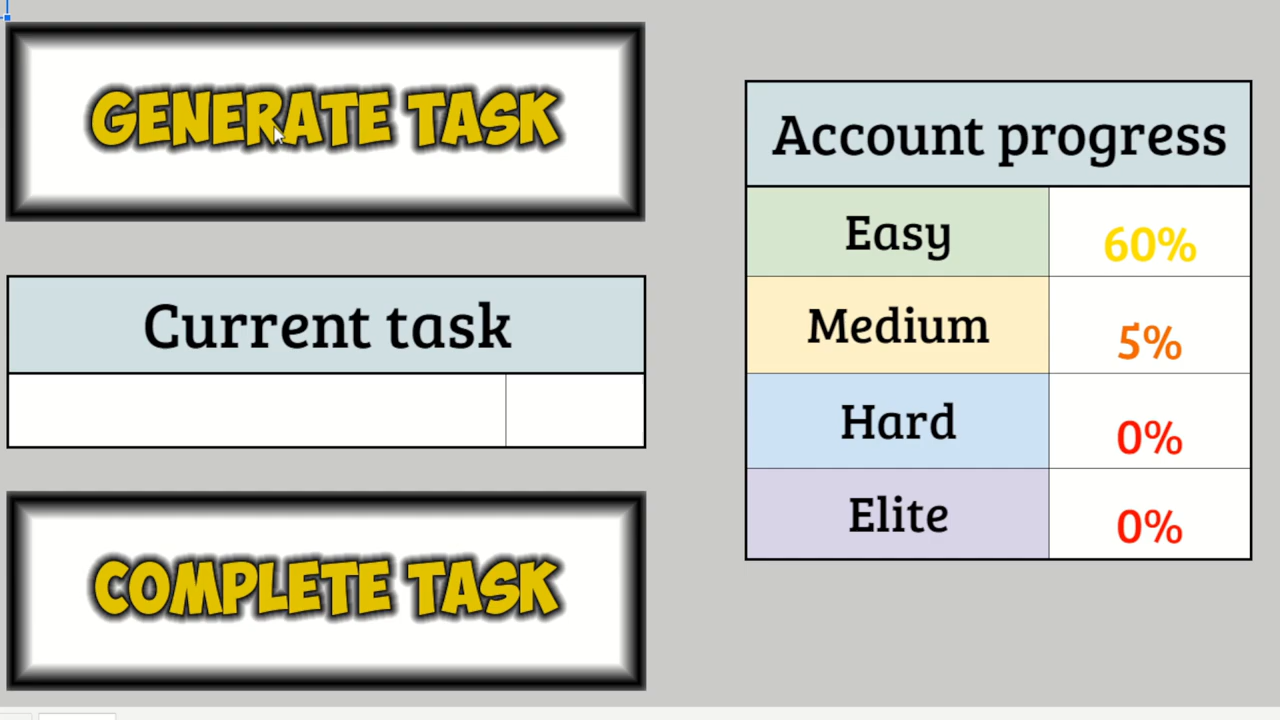 GENERATE TASK
Current task
COMPLETE TASK
Account progress
Easy 60%
Medium 5%
Hard 0%
Elite 0%